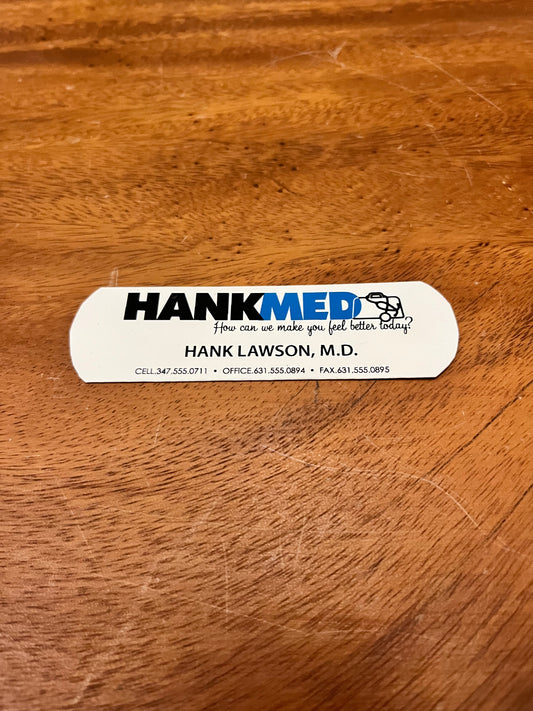 HANKMED
How can we make you feel better today?
HANK LAWSON, M.D.
CELL.347.555.0711 • OFFICE.631.555.0894 • FAX.631.555.0895